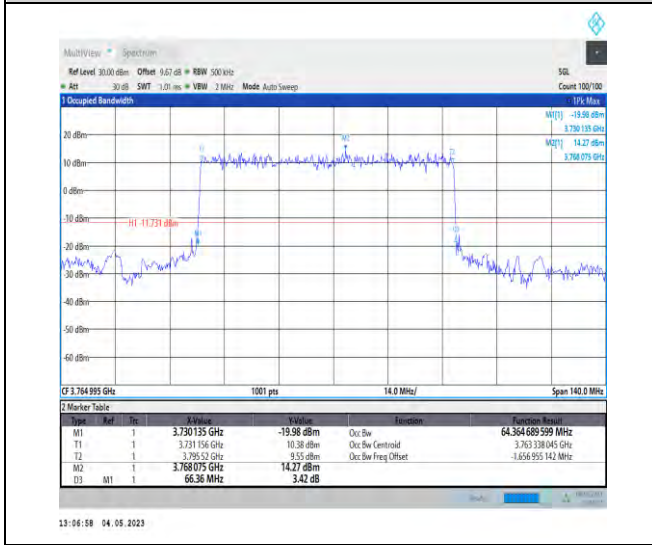 MultiView Spectrum
Ref Level 30.00 dBm Offset 9.67 dB RBW 500 kHz SGL
Att 30 dB SWT 1.01 ms VBW 2 MHz Mode Auto Sweep Count 100/100
1 Occupied Bandwidth 1Pk Max
M1[1] -19.98 dBm
3.730 135 GHz
M2[1] 14.27 dBm
3.768 075 GHz
20 dBm
M2
T1
T2
10 dBm
0 dBm
-10 dBm
H1 -11.731 dBm
M1
D3
-20 dBm
-30 dBm
-40 dBm
-50 dBm
-60 dBm
CF 3.764 995 GHz 1001 pts 14.0 MHz/ Span 140.0 MHz
2 Marker Table
Type Ref Trc X-Value Y-Value Function Function Result
M1 1 3.730 135 GHz -19.98 dBm Occ Bw 64.364 689 599 MHz
T1 1 3.731 156 GHz 10.38 dBm Occ Bw Centroid 3.763 338 045 GHz
T2 1 3.795 52 GHz 9.55 dBm Occ Bw Freq Offset -1.656 955 142 MHz
M2 1 3.768 075 GHz 14.27 dBm
D3 M1 1 66.36 MHz 3.42 dB
13:06:58 04.05.2023